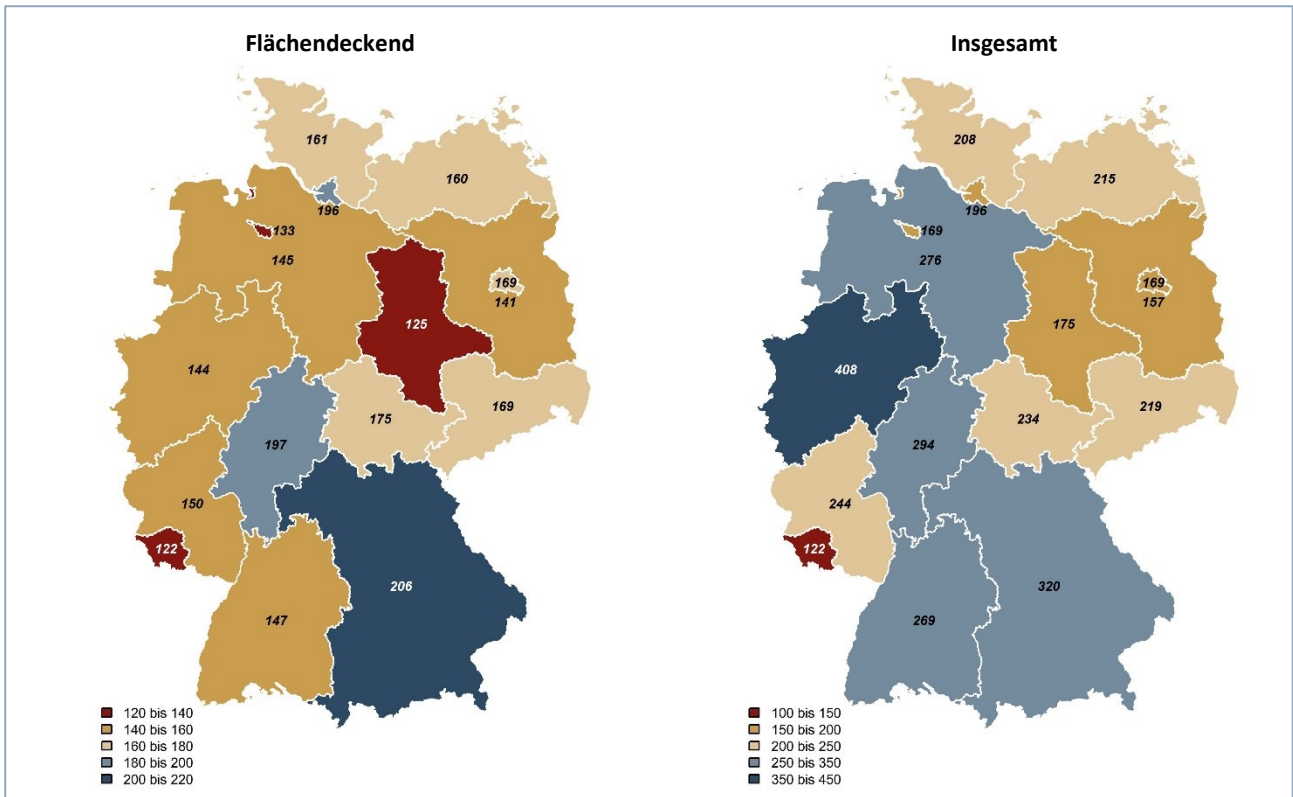 Flächendeckend
161
160
196
133
145
169
141
125
144
175
169
197
150
122
206
147
120 bis 140
140 bis 160
160 bis 180
180 bis 200
200 bis 220
Insgesamt
208
215
196
169
276
169
157
175
408
234
219
294
244
122
320
269
100 bis 150
150 bis 200
200 bis 250
250 bis 350
350 bis 450